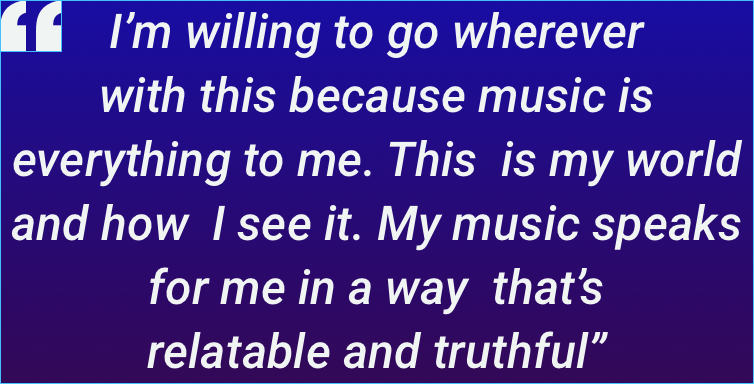 “ I’m willing to go wherever
with this because music is
everything to me. This is my world
and how I see it. My music speaks
for me in a way that’s
relatable and truthful”